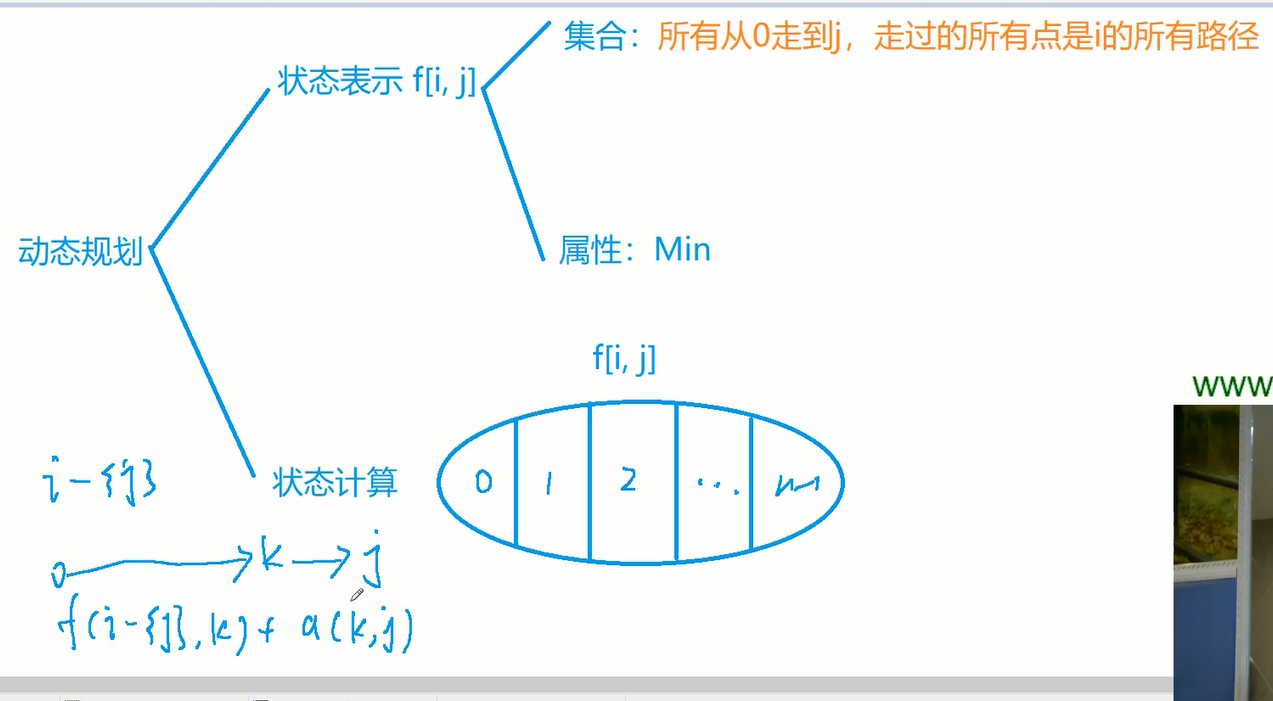 集合：所有从0走到j，走过的所有点是i的所有路径
状态表示 f[i, j]
动态规划
属性：Min
f[i, j]
www
状态计算
0 1 2 ... n-1
i-{j}
0 k j
f(i-{j}, k) + a(k,j)